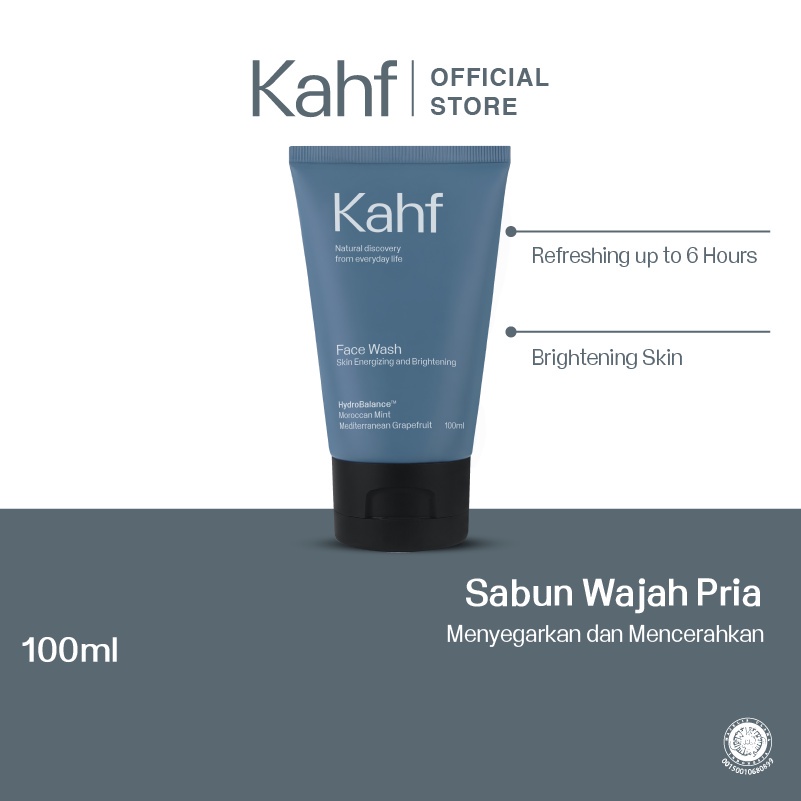 Kahf
OFFICIAL
STORE
Kahf
Natural discovery
from everyday life
Refreshing up to 6 Hours
Brightening Skin
Face Wash
Skin Energizing and Brightening
HydroBalance™
Moroccan Mint
Mediterranean Grapefruit 100ml
Sabun Wajah Pria
Menyegarkan dan Mencerahkan
100ml
00150010680899